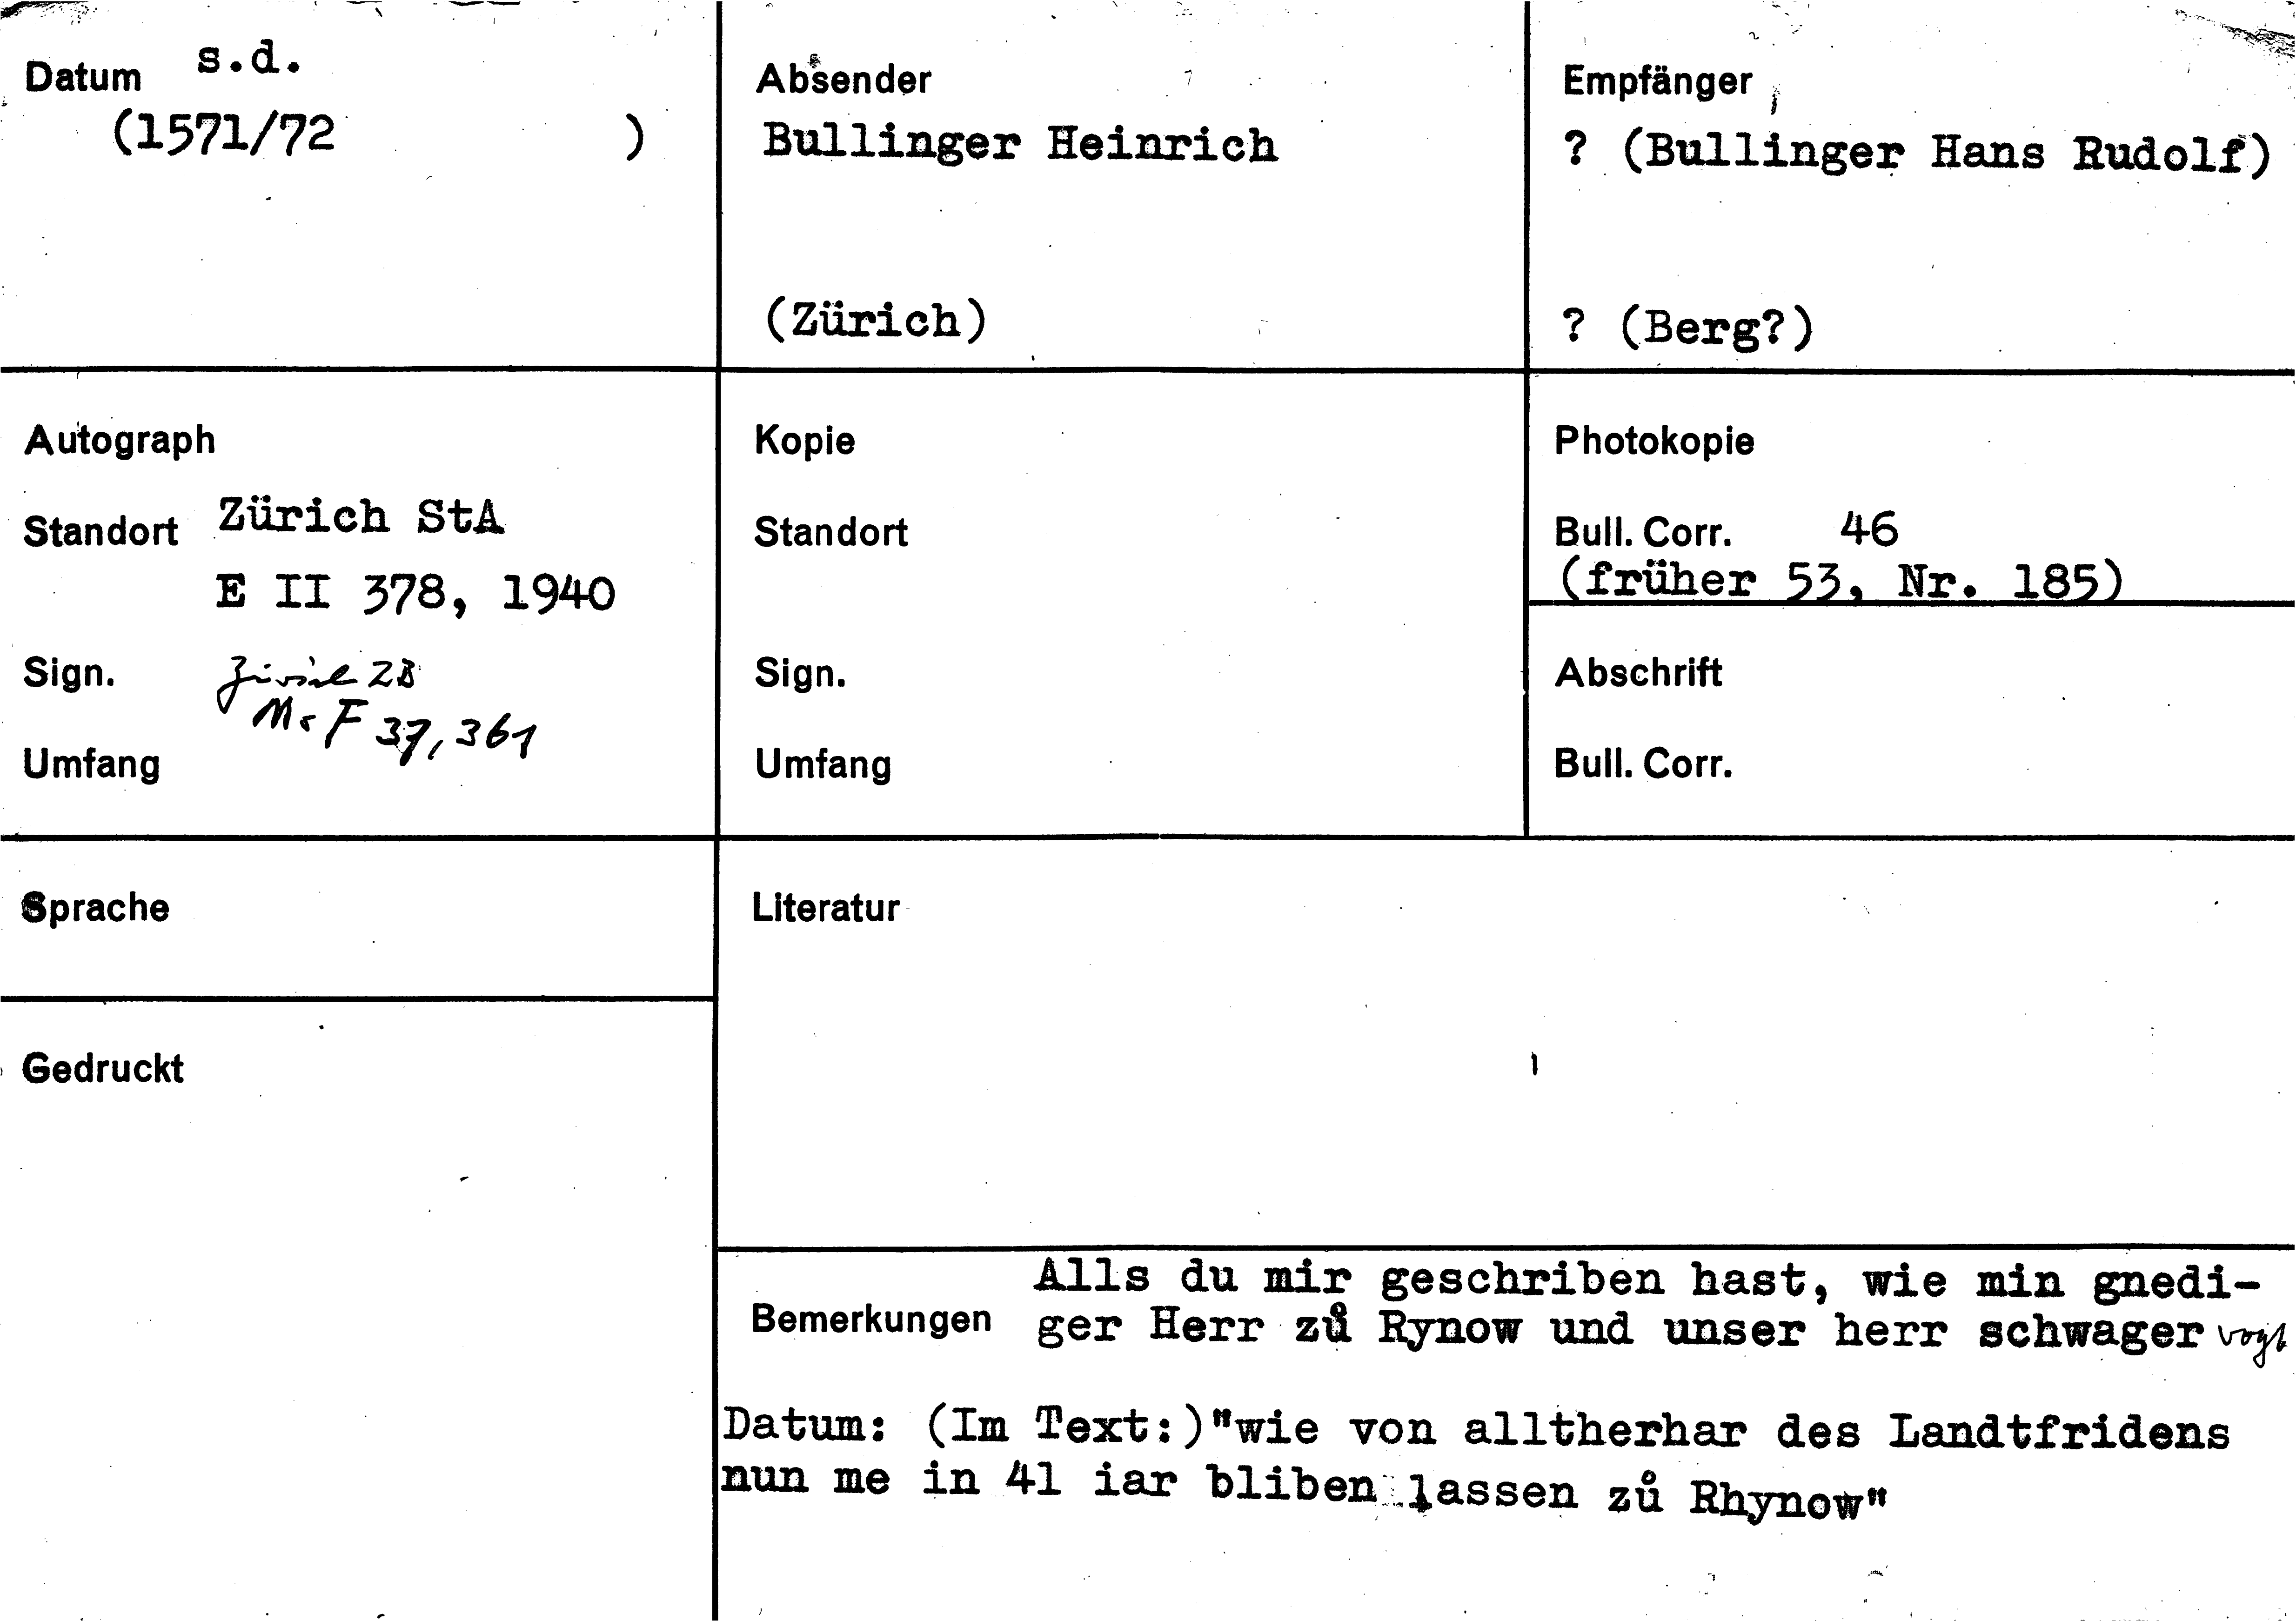 Datum s.d.
(1571/72 )
Absender
Bullinger Heinrich
(Zürich)
Empfänger
? (Bullinger Hans Rudolf)
? (Berg?)
Autograph
Standort Zürich StA
E II 378, 1940
Sign. Zürich ZB
Ms F 37, 361
Umfang
Kopie
Standort
Sign.
Umfang
Photokopie
Bull. Corr. 46
(früher 53, Nr. 185)
Abschrift
Bull. Corr.
Sprache
Gedruckt
Literatur
Alls du mir geschriben hast, wie min gnedi-
Bemerkungen ger Herr zů Rynow und unser herr schwager vogt
Datum: (Im Text:)"wie von alltherhar des Landtfridens
nun me in 41 iar bliben lassen zů Rhynow"